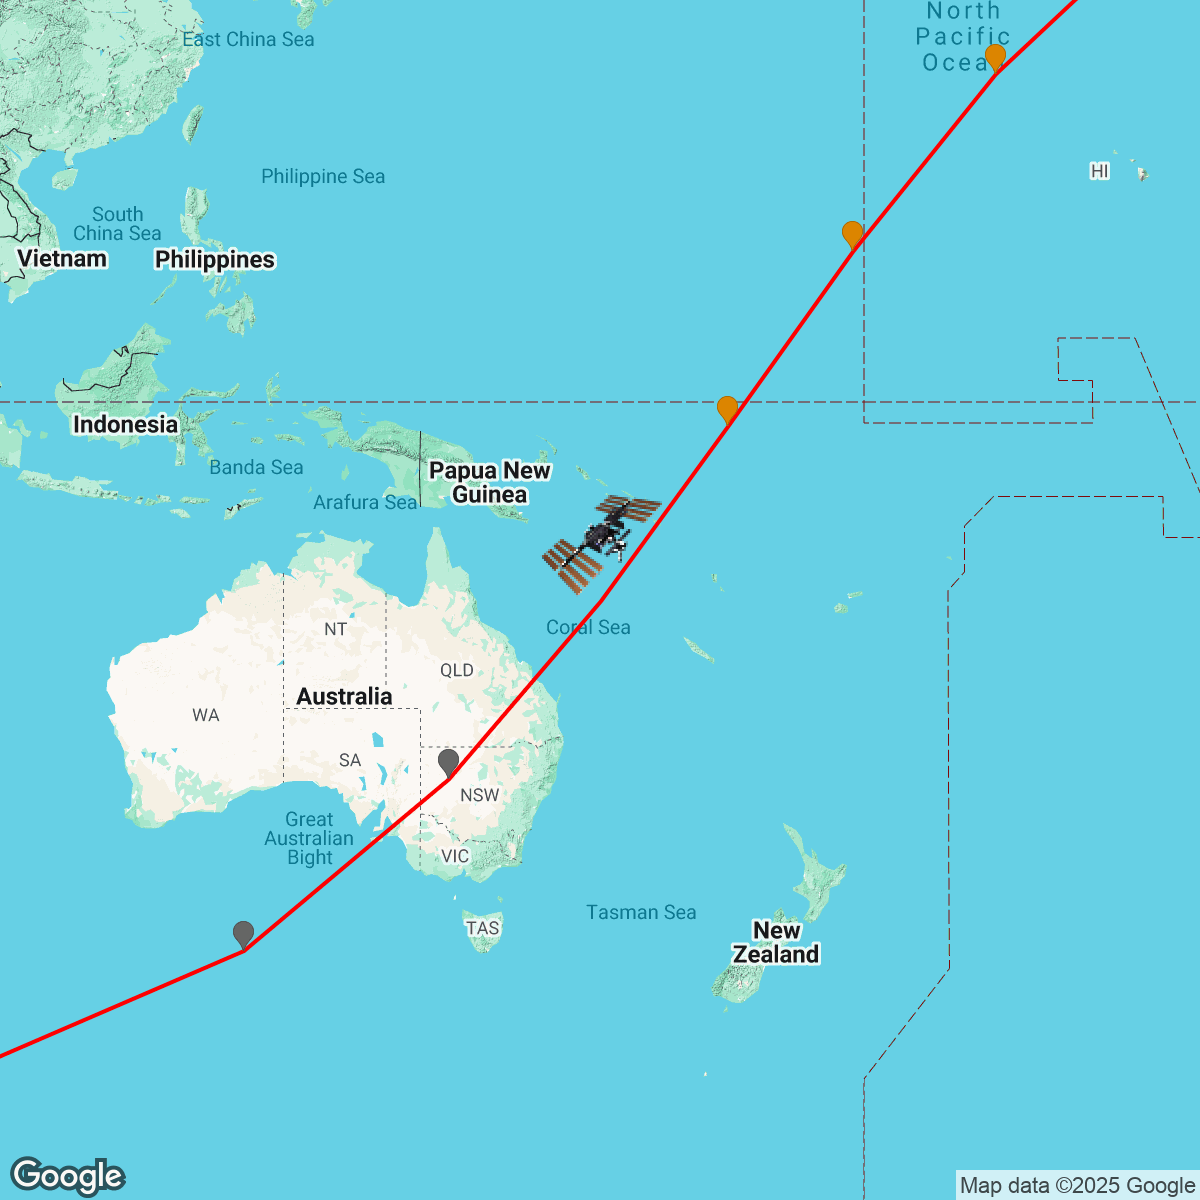 North
Pacific
Ocean
East China Sea
HI
Philippine Sea
South
China Sea
Vietnam
Philippines
Indonesia
Banda Sea
Papua New
Guinea
Arafura Sea
Coral Sea
NT
QLD
Australia
WA
SA
NSW
Great
Australian
Bight
VIC
TAS
Tasman Sea
New
Zealand
Google
Map data ©2025 Google